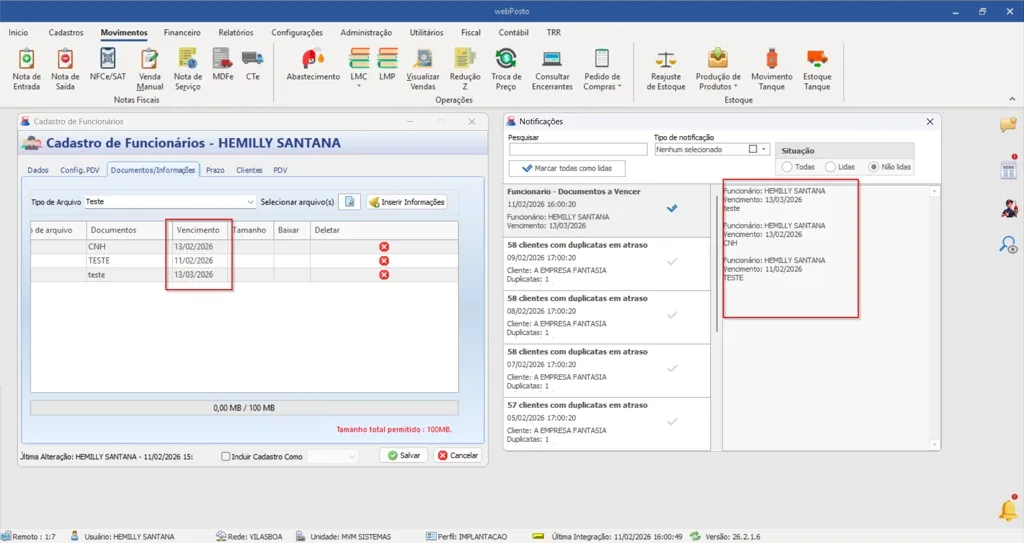 webPosto
Início Cadastros Movimentos Financeiro Relatórios Configurações Administração Utilitários Fiscal Contábil TRR
Nota de Entrada
Nota de Saída
NFCe/SAT
Venda Manual
Nota de Serviço
MDFe
CTe
Notas Fiscais
Abastecimento
LMC
LMP
Visualizar Vendas
Redução Z
Troca de Preço
Consultar Encerrantes
Pedido de Compras
Operações
Reajuste de Estoque
Produção de Produtos
Movimento Tanque
Estoque Tanque
Estoque
Cadastro de Funcionários
Cadastro de Funcionários - HEMILLY SANTANA
Dados Config.PDV Documentos/Informações Prazo Clientes PDV
Tipo de Arquivo Teste Selecionar arquivo(s) Inserir Informações
o de arquivo Documentos Vencimento Tamanho Baixar Deletar
CNH 13/02/2026
TESTE 11/02/2026
teste 13/03/2026
0,00 MB / 100 MB
Tamanho total permitido : 100MB.
Última Alteração: HEMILLY SANTANA - 11/02/2026 15: Incluir Cadastro Como Salvar Cancelar
Notificações
Pesquisar
Tipo de notificação
Nenhum selecionado
Situação
Todas Lidas Não lidas
Marcar todas como lidas
Funcionario - Documentos a Vencer
11/02/2026 16:00:20
Funcionário: HEMILLY SANTANA
Vencimento: 13/03/2026
58 clientes com duplicatas em atraso
09/02/2026 17:00:20
Cliente: A EMPRESA FANTASIA
Duplicatas: 1
58 clientes com duplicatas em atraso
08/02/2026 17:00:20
Cliente: A EMPRESA FANTASIA
Duplicatas: 1
58 clientes com duplicatas em atraso
07/02/2026 17:00:20
Cliente: A EMPRESA FANTASIA
Duplicatas: 1
57 clientes com duplicatas em atraso
05/02/2026 17:00:20
Cliente: A EMPRESA FANTASIA
Duplicatas: 1
Funcionário: HEMILLY SANTANA
Vencimento: 13/03/2026
teste
Funcionário: HEMILLY SANTANA
Vencimento: 13/02/2026
CNH
Funcionário: HEMILLY SANTANA
Vencimento: 11/02/2026
TESTE
Remoto : 1:7 Usuário: HEMILLY SANTANA Rede: VILASBOA Unidade: MVM SISTEMAS Perfil: IMPLANTACAO Última Integração: 11/02/2026 16:00:49 Versão: 26.2.1.6